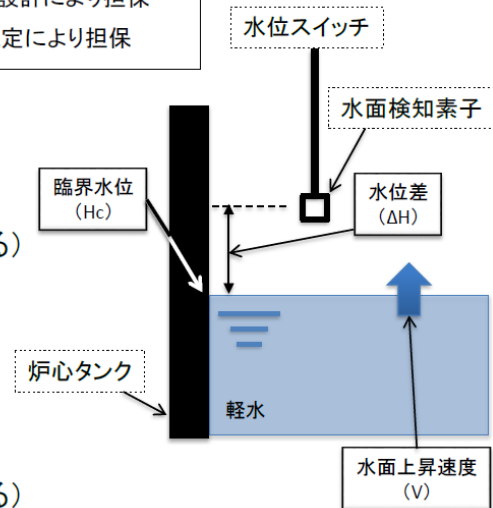 設計により担保
定により担保
水位スイッチ
水面検知素子
臨界水位
(Hc)
水位差
(ΔH)
る)
炉心タンク
軽水
水面上昇速度
(V)
る)